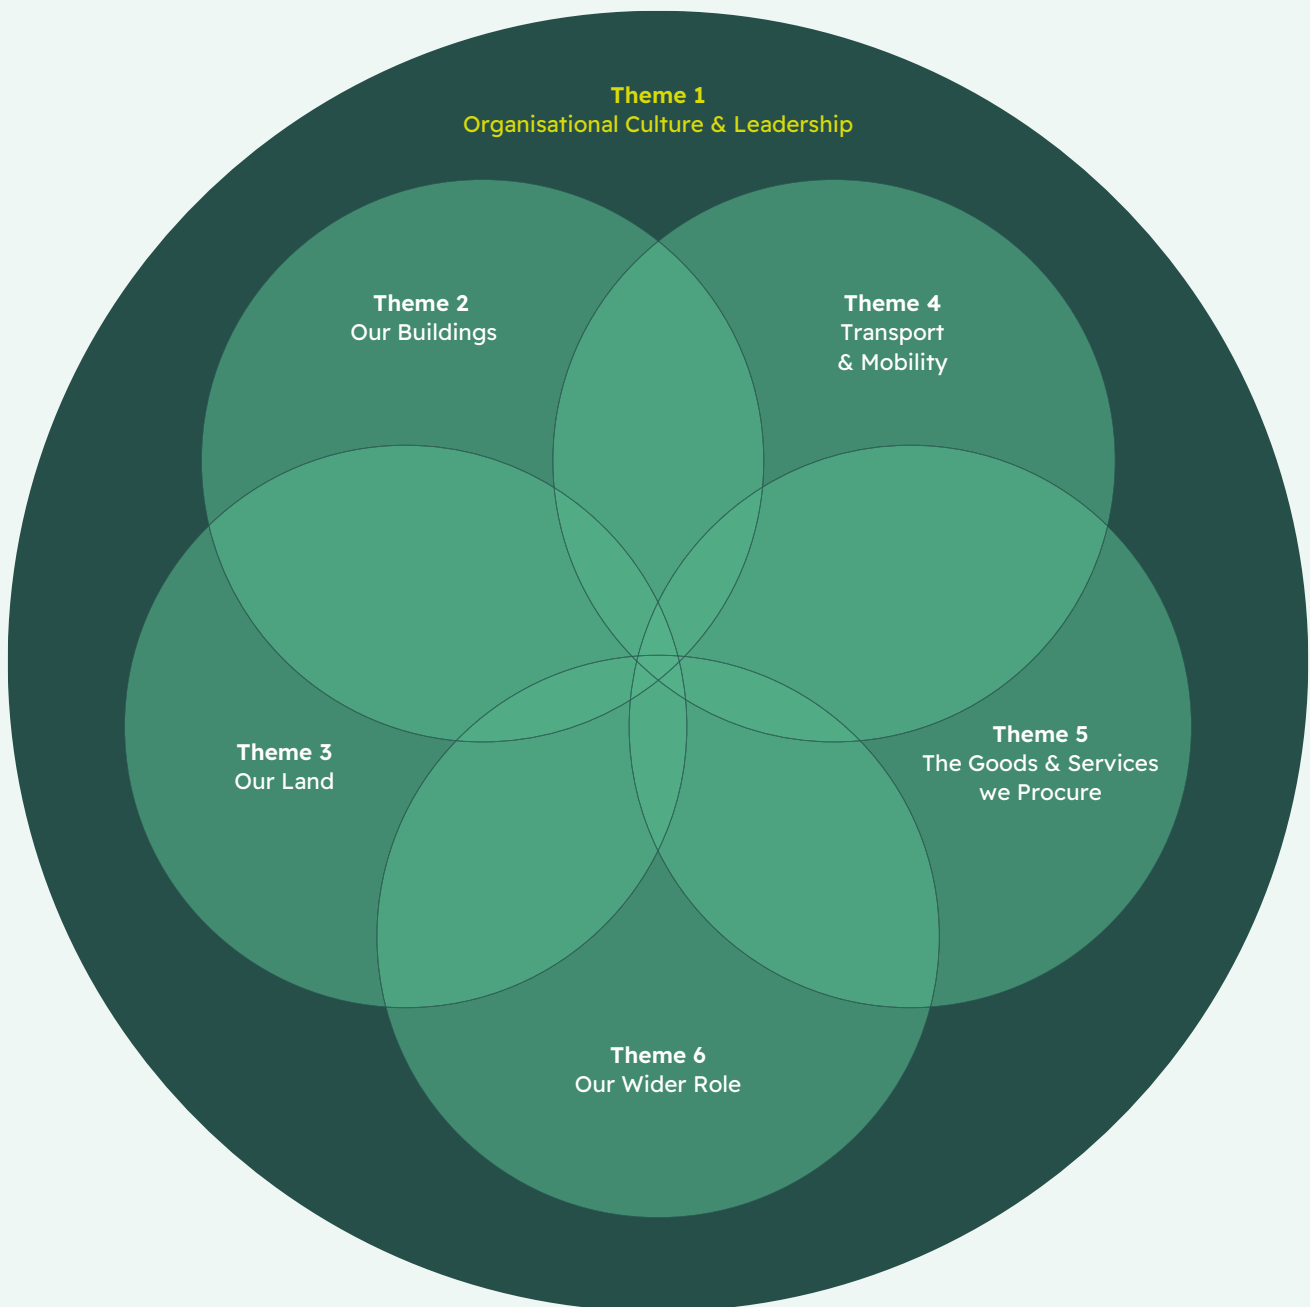 Theme 1
Organisational Culture & Leadership
Theme 2
Our Buildings
Theme 4
Transport
& Mobility
Theme 3
Our Land
Theme 5
The Goods & Services
we Procure
Theme 6
Our Wider Role